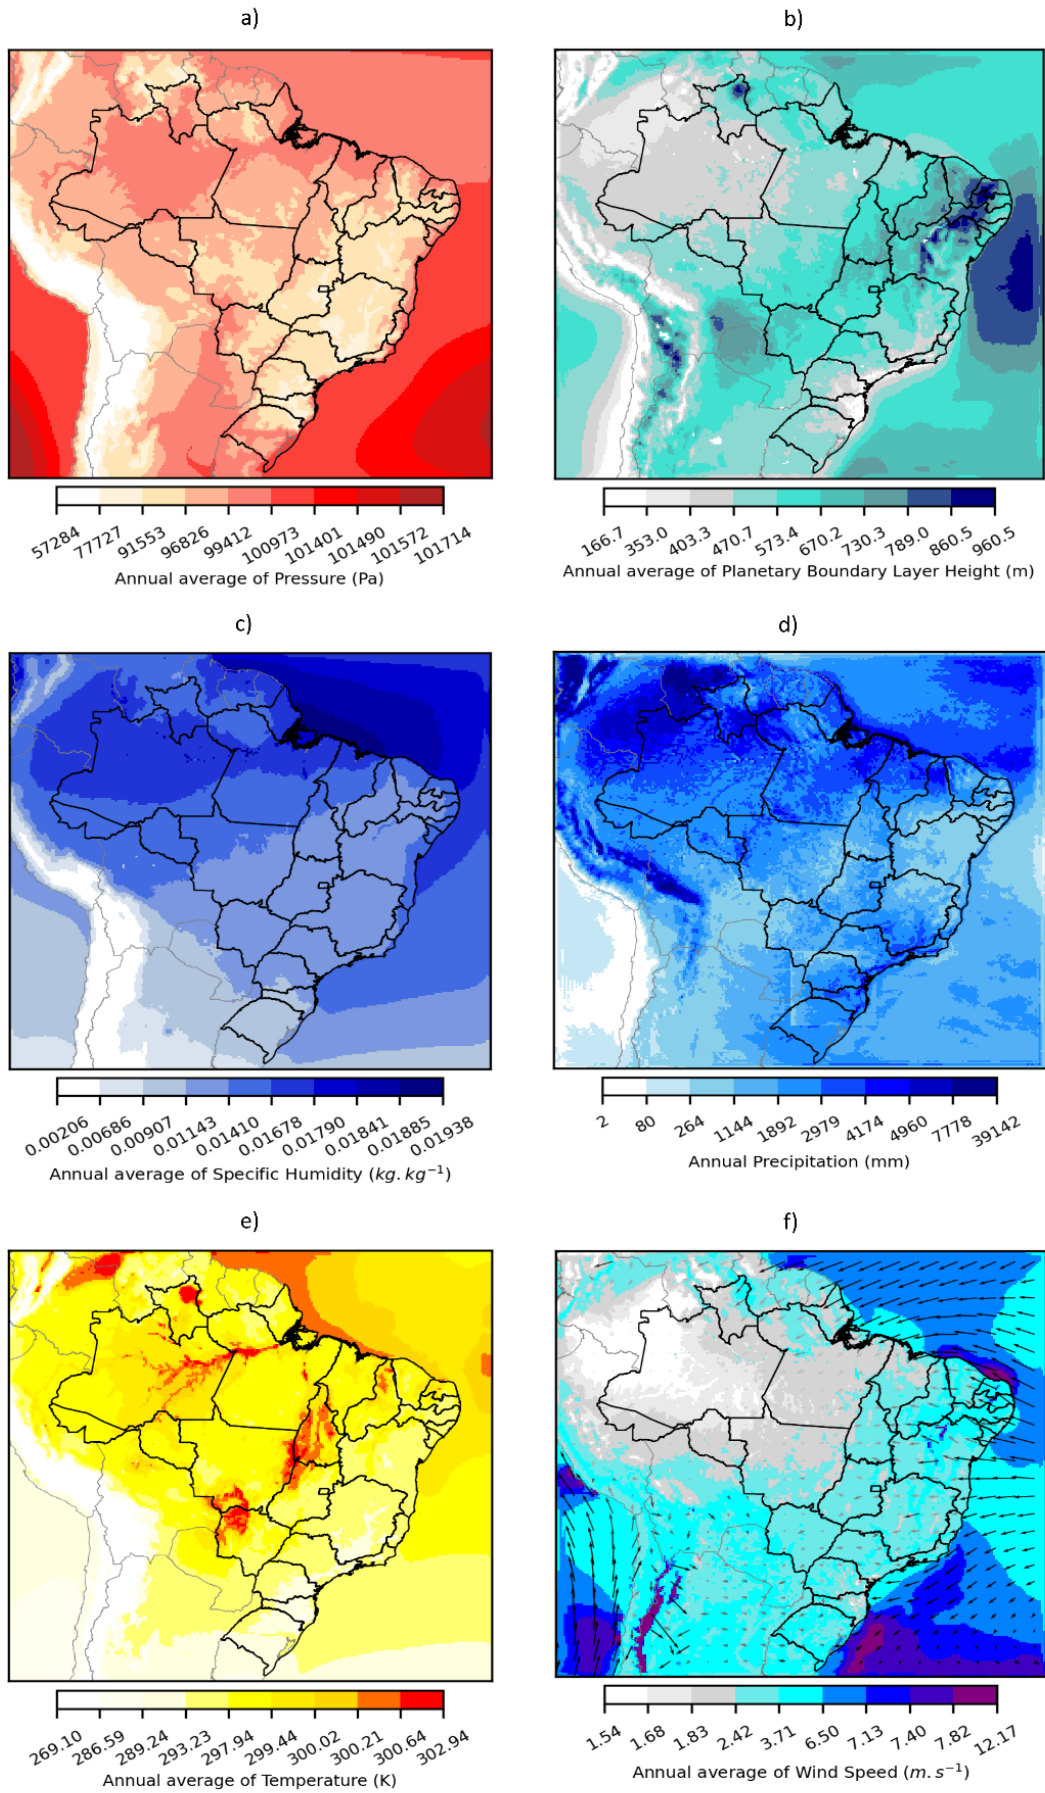 a)
b)
57284 77727 91553 96826 99412 100973 101401 101490 101572 101714
Annual average of Pressure (Pa)
166.7 353.0 403.3 470.7 573.4 670.2 730.3 789.0 860.5 960.5
Annual average of Planetary Boundary Layer Height (m)
c)
d)
0.00206 0.00686 0.00907 0.01143 0.01410 0.01678 0.01790 0.01841 0.01885 0.01938
Annual average of Specific Humidity (kg.kg⁻¹)
2 80 264 1144 1892 2979 4174 4960 7778 39142
Annual Precipitation (mm)
e)
f)
269.10 286.59 289.24 293.23 297.94 299.44 300.02 300.21 300.64 302.94
Annual average of Temperature (K)
1.54 1.68 1.83 2.42 3.71 6.50 7.13 7.40 7.82 12.17
Annual average of Wind Speed (m.s⁻¹)